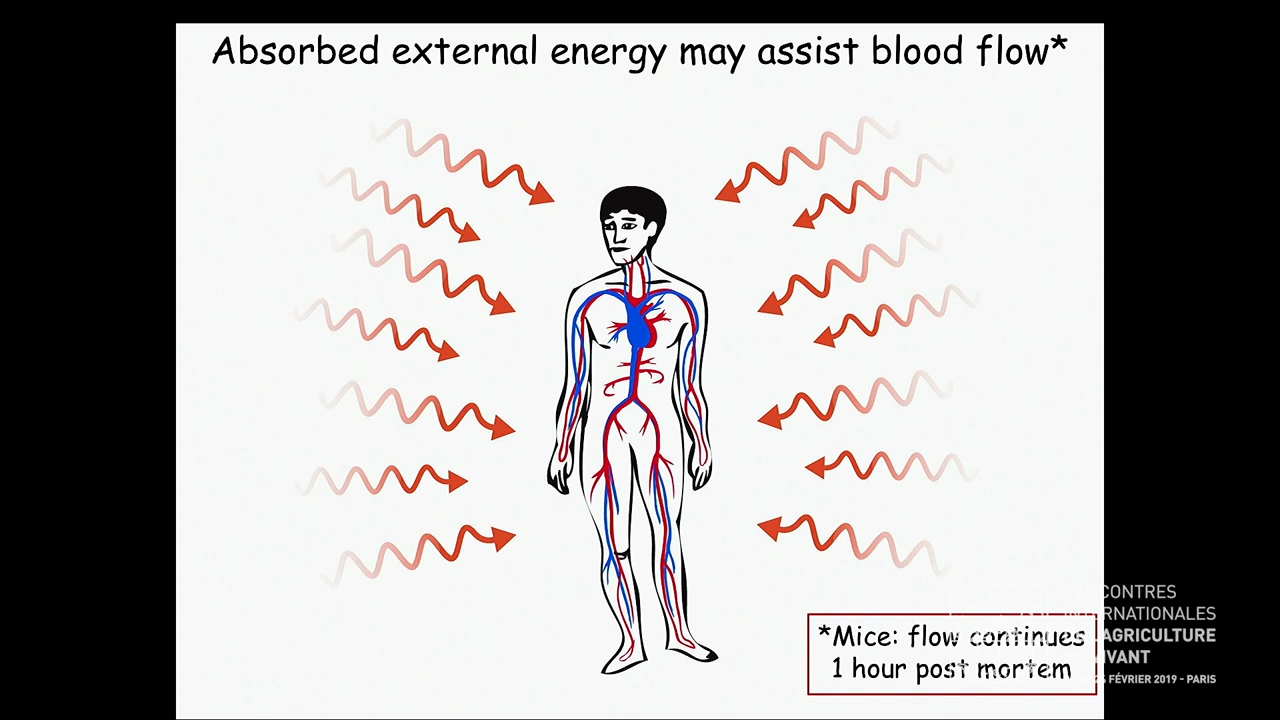 Absorbed external energy may assist blood flow*
*Mice: flow continues
1 hour post mortem
CONTRES
INTERNATIONALES
AGRICULTURE
VANT
FÉVRIER 2019 - PARIS